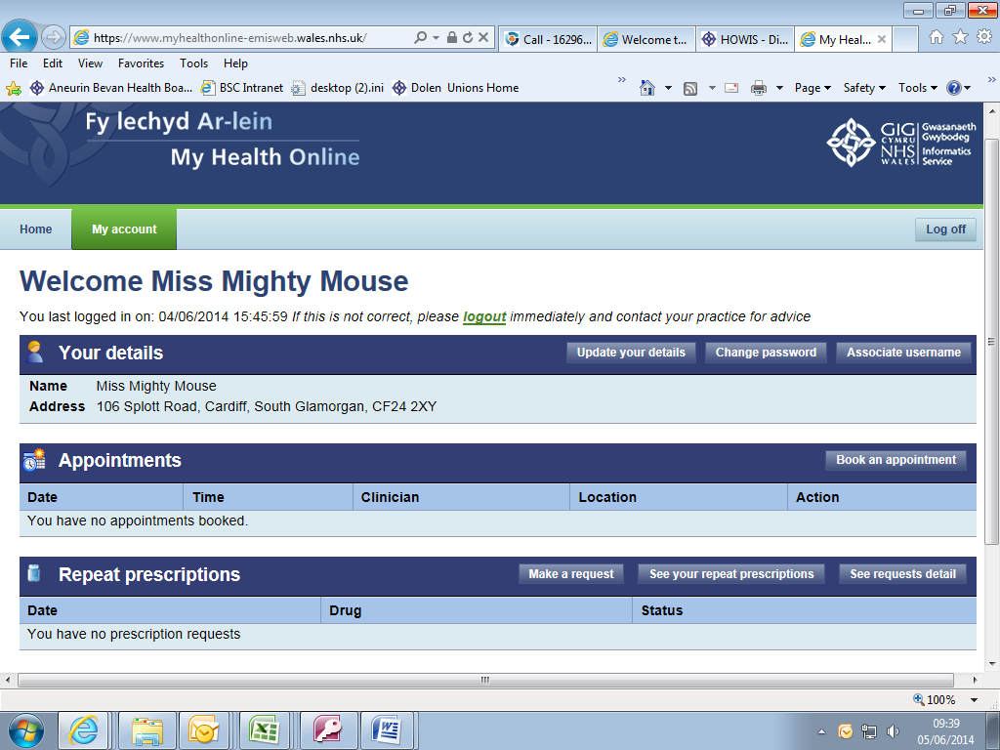 https://www.myhealthonline-emisweb.wales.nhs.uk/
Call - 16296...
Welcome t...
HOWIS - Di...
My Heal...
File Edit View Favorites Tools Help
Aneurin Bevan Health Boa... BSC Intranet desktop (2).ini Dolen Unions Home
Page Safety Tools
Fy Iechyd Ar-lein
My Health Online
GIG
CYMRU
NHS
WALES
Gwasanaeth
Gwybodeg
Informatics
Service
Home My account Log off
Welcome Miss Mighty Mouse
You last logged in on: 04/06/2014 15:45:59 If this is not correct, please logout immediately and contact your practice for advice
Your details Update your details Change password Associate username
Name Miss Mighty Mouse
Address 106 Splott Road, Cardiff, South Glamorgan, CF24 2XY
Appointments Book an appointment
Date Time Clinician Location Action
You have no appointments booked.
Repeat prescriptions Make a request See your repeat prescriptions See requests detail
Date Drug Status
You have no prescription requests
100%
09:39
05/06/2014